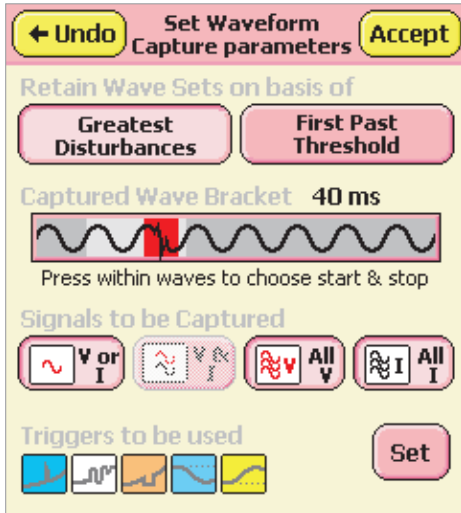 Undo
Set Waveform
Capture parameters
Accept
Retain Wave Sets on basis of
Greatest
Disturbances
First Past
Threshold
Captured Wave Bracket 40 ms
Press within waves to choose start & stop
Signals to be Captured
V or
I
V &
I
V All
V
I All
I
Triggers to be used
Set